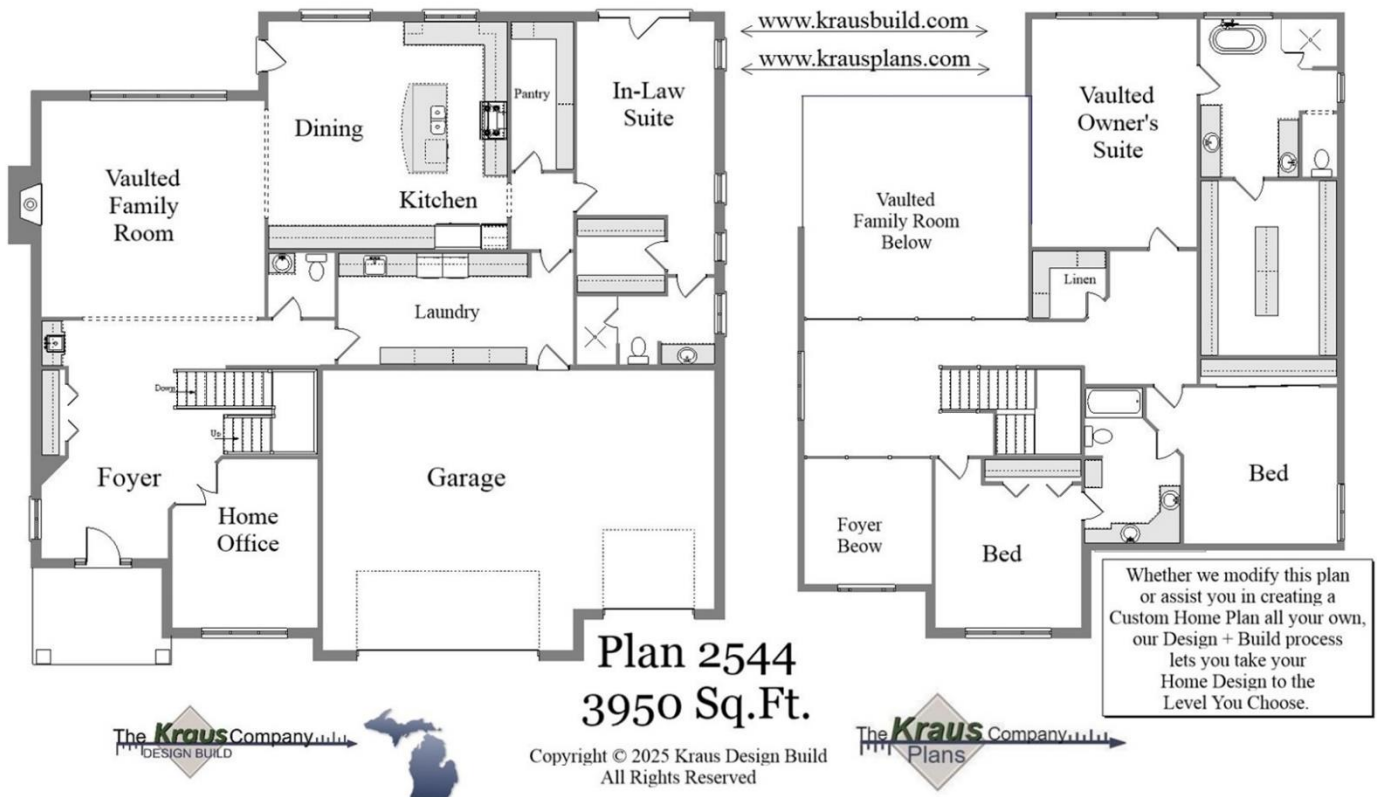 www.krausbuild.com
www.krausplans.com
Dining
Kitchen
Pantry
In-Law
Suite
Vaulted
Family
Room
Laundry
Down
Up
Foyer
Home
Office
Garage
Vaulted
Owner's
Suite
Vaulted
Family Room
Below
Linen
Bed
Foyer
Beow
Bed
Whether we modify this plan
or assist you in creating a
Custom Home Plan all your own,
our Design + Build process
lets you take your
Home Design to the
Level You Choose.
Plan 2544
3950 Sq.Ft.
The Kraus Company
DESIGN BUILD
Copyright © 2025 Kraus Design Build
All Rights Reserved
The Kraus Company
Plans